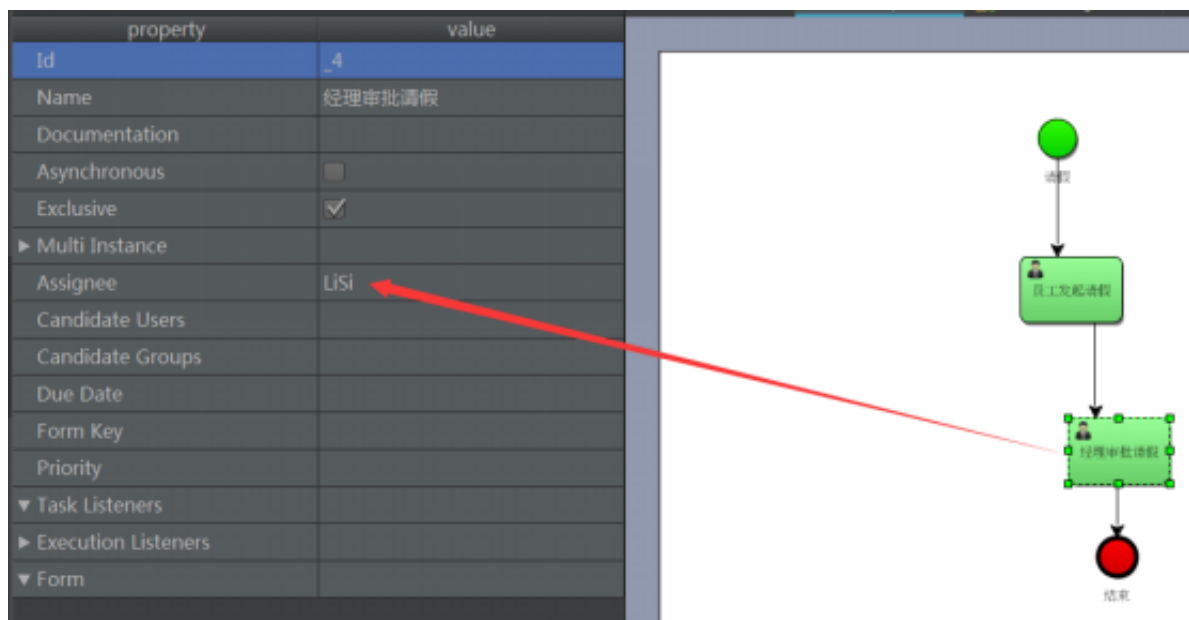 property value
Id _4
Name 经理审批请假
Documentation
Asynchronous
Exclusive
Multi Instance
Assignee LiSi
Candidate Users
Candidate Groups
Due Date
Form Key
Priority
Task Listeners
Execution Listeners
Form
请假
员工发起请假
经理审批请假
结束